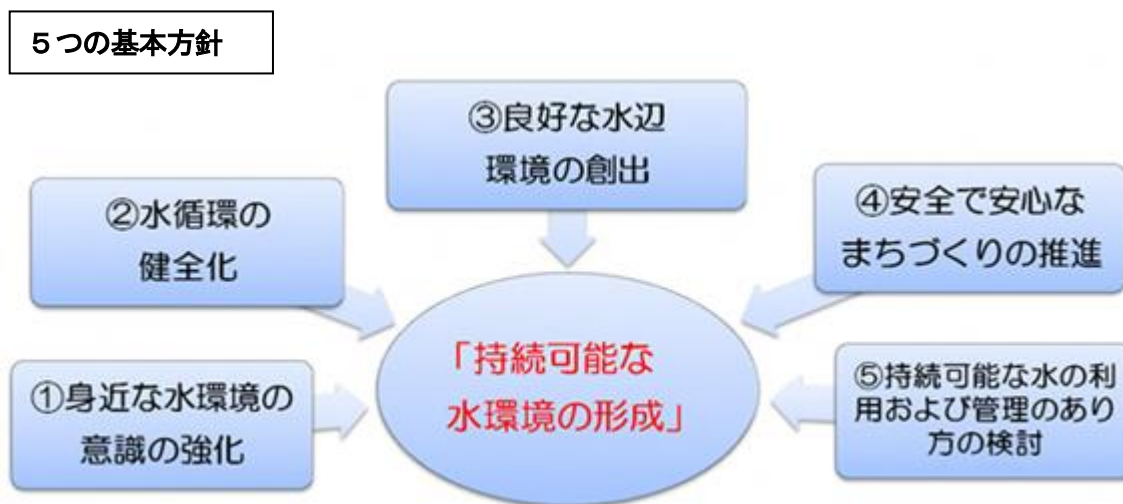 ５つの基本方針
③良好な水辺
環境の創出
②水循環の
健全化
④安全で安心な
まちづくりの推進
①身近な水環境の
意識の強化
「持続可能な
水環境の形成」
⑤持続可能な水の利
用および管理のあり
方の検討